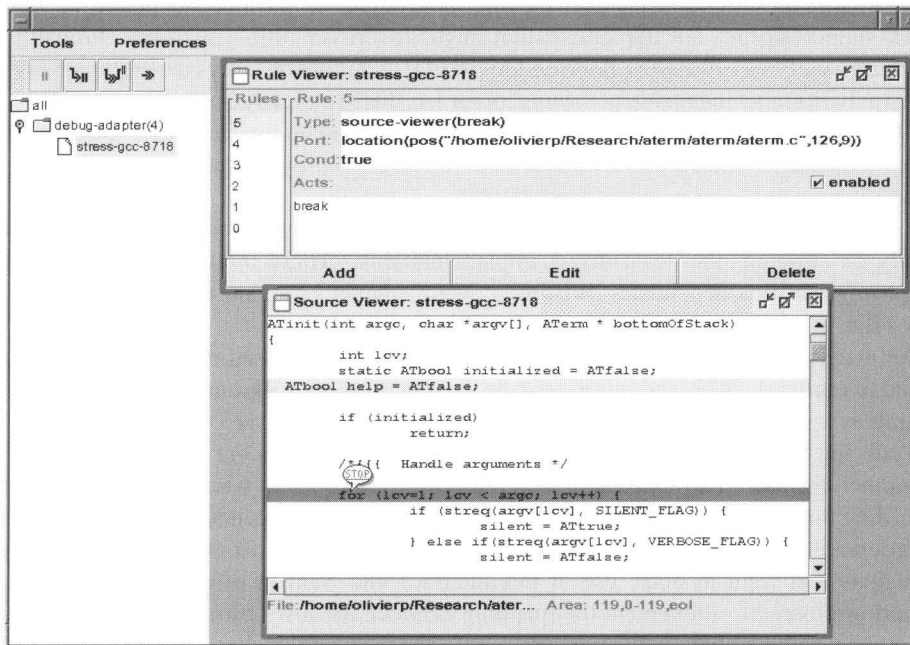 Tools Preferences
all
debug-adapter(4)
stress-gcc-8718
Rule Viewer: stress-gcc-8718
Rules
5
4
3
2
1
0
Rule: 5
Type: source-viewer(break)
Port: location(pos("/home/olivierp/Research/aterm/aterm/aterm.c",126,9))
Cond:true
Acts: enabled
break
Add Edit Delete
Source Viewer: stress-gcc-8718
ATinit(int argc, char *argv[], ATerm * bottomOfStack)
{
int lcv;
static ATbool initialized = ATfalse;
ATbool help = ATfalse;
if (initialized)
return;
/*{{{ Handle arguments */
STOP
for (lcv=1; lcv < argc; lcv++) {
if (streq(argv[lcv], SILENT_FLAG)) {
silent = ATtrue;
} else if(streq(argv[lcv], VERBOSE_FLAG)) {
silent = ATfalse;
File:/home/olivierp/Research/ater... Area: 119,0-119,eol